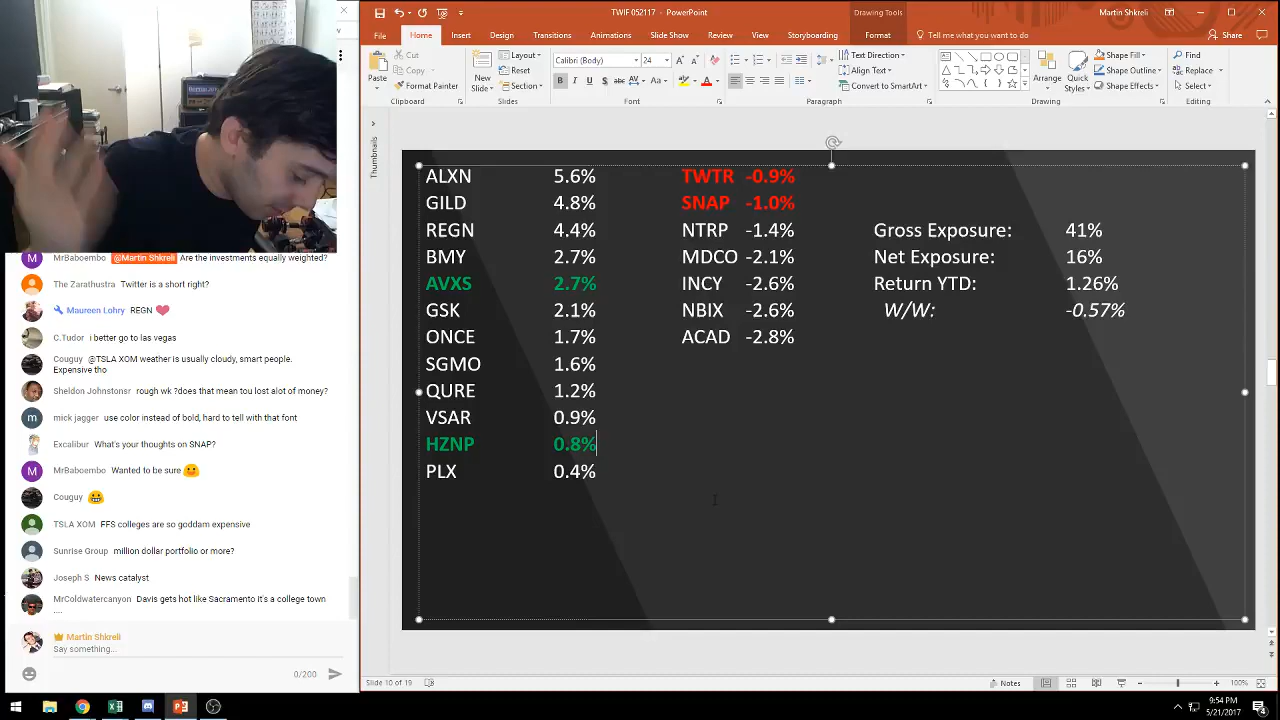 TWIF 052117 - PowerPoint
Drawing Tools
Martin Shkreli
File Home Insert Design Transitions Animations Slide Show Review View Storyboarding Format Tell me what you want to do
Share
Paste
Cut
Copy
Format Painter
Clipboard
New Slide
Layout
Reset
Section
Slides
Calibri (Body) 24
Font
Text Direction
Align Text
Convert to SmartArt
Paragraph
Arrange
Quick Styles
Shape Fill
Shape Outline
Shape Effects
Drawing
Find
Replace
Select
Editing
Thumbnails
ALXN 5.6% TWTR -0.9%
GILD 4.8% SNAP -1.0%
REGN 4.4% NTRP -1.4% Gross Exposure: 41%
BMY 2.7% MDCO -2.1% Net Exposure: 16%
AVXS 2.7% INCY -2.6% Return YTD: 1.26%
GSK 2.1% NBIX -2.6% W/W: -0.57%
ONCE 1.7% ACAD -2.8%
SGMO 1.6%
QURE 1.2%
VSAR 0.9%
HZNP 0.8%
PLX 0.4%
MrBaboembo @Martin Shkreli Are the investments equally weighted?
The Zarathustra Twitter is a short right?
Maureen Lohry REGN
C.Tudor i better go to las vegas
Couguy @TSLA XOM weather is usually cloudy, smart people.
Expensive tho
Sheldon Johnstonsr rough wk ?does that mean tou lost alot of money?
mick jagger use color instead of bold, hard to tell with that font
Excalibur What's your thoughts on SNAP?
MrBaboembo Wanted to be sure
Couguy
TSLA XOM FFS colleges are so goddam expensive
Sunrise Group million dollar portfolio or more?
Joseph S News catalyst
MrColdwatercanyon Davis gets hot like Sacramento it's a college town
....
Martin Shkreli
Say something...
0/200
Slide 10 of 19
Notes
100%
9:54 PM
5/21/2017